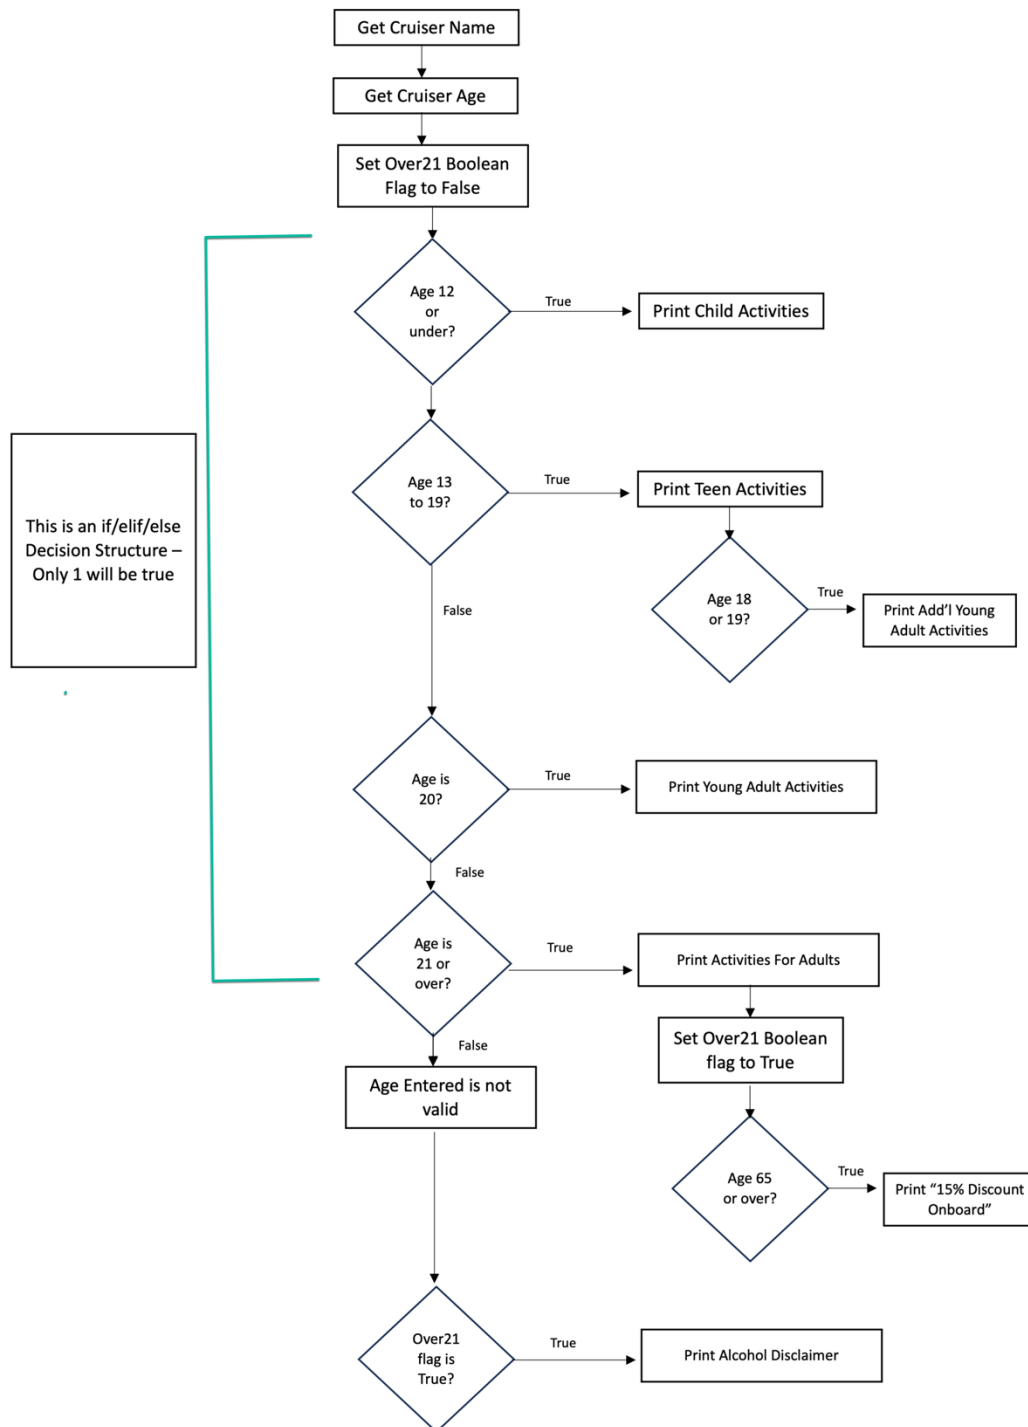 Get Cruiser Name
Get Cruiser Age
Set Over21 Boolean
Flag to False
Age 12
or
under?
True
Print Child Activities
Age 13
to 19?
True
Print Teen Activities
This is an if/elif/else
Decision Structure –
Only 1 will be true
False
Age 18
or 19?
True
Print Add'l Young
Adult Activities
Age is
20?
True
Print Young Adult Activities
False
Age is
21 or
over?
True
Print Activities For Adults
False
Set Over21 Boolean
flag to True
Age Entered is not
valid
Age 65
or over?
True
Print “15% Discount
Onboard”
Over21
flag is
True?
True
Print Alcohol Disclaimer